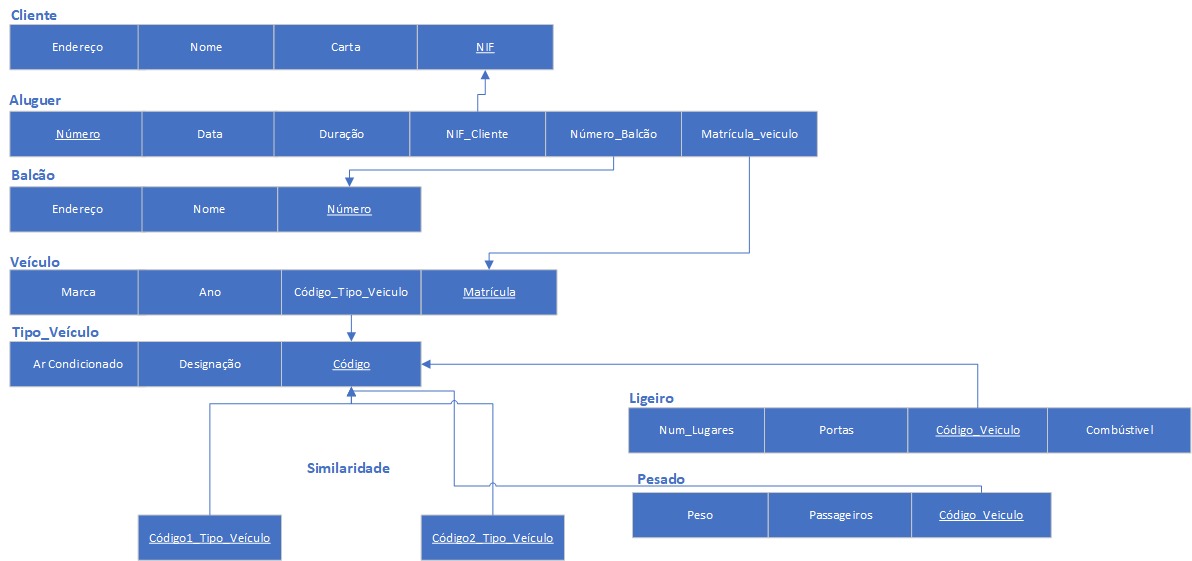 Cliente
Endereço Nome Carta NIF
Aluguer
Número Data Duração NIF_Cliente Número_Balcão Matrícula_veiculo
Balcão
Endereço Nome Número
Veículo
Marca Ano Código_Tipo_Veiculo Matrícula
Tipo_Veículo
Ar Condicionado Designação Código
Ligeiro
Num_Lugares Portas Código_Veiculo Combústivel
Similaridade
Pesado
Peso Passageiros Código_Veiculo
Código1_Tipo_Veículo Código2_Tipo_Veículo